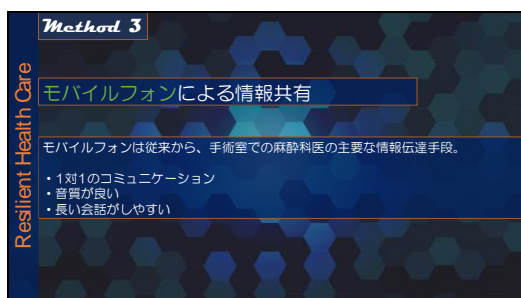 Method 3
Resilient Health Care
モバイルフォンによる情報共有
モバイルフォンは従来から、手術室での麻酔科医の主要な情報伝達手段。
・1対1のコミュニケーション
・音質が良い
・長い会話がしやすい